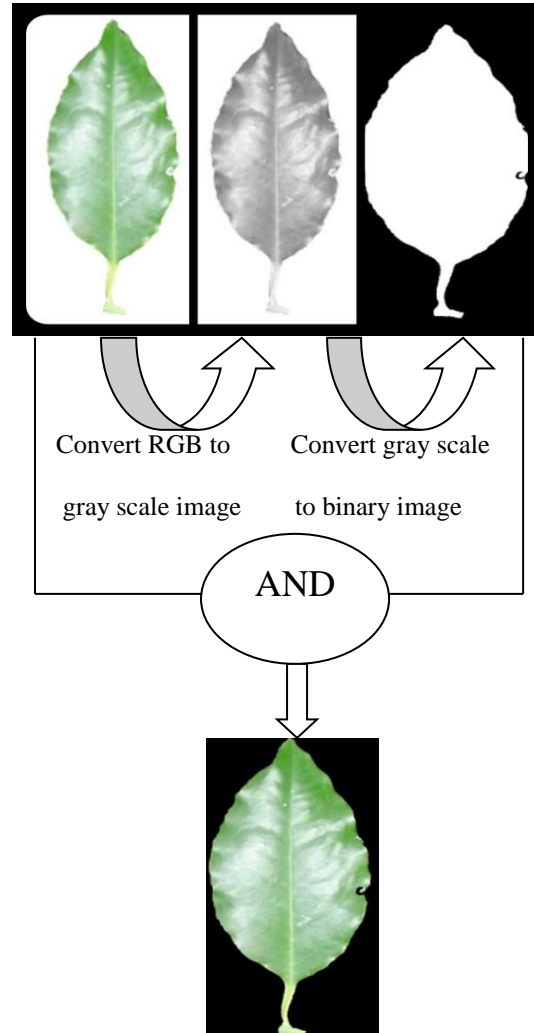 Convert RGB to
gray scale image
Convert gray scale
to binary image
AND